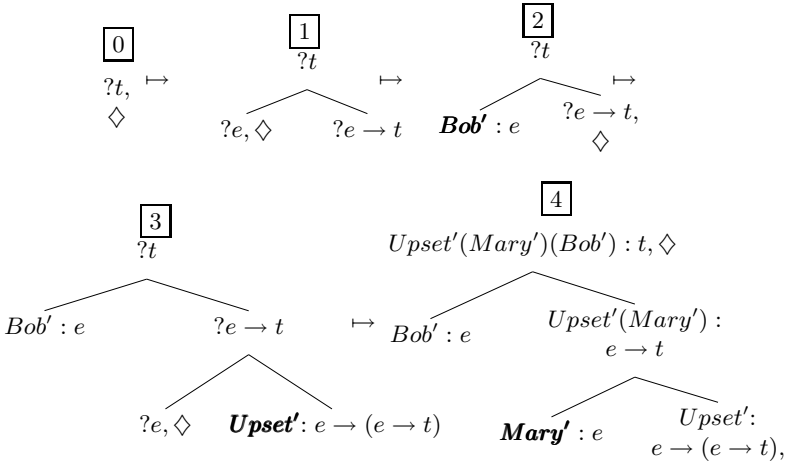 0
?t,
◇
↦
1
?t
?e, ◇ ?e → t
↦
2
?t
Bob′ : e ?e → t,
◇
↦
3
?t
Bob′ : e ?e → t
?e, ◇ Upset′: e → (e → t)
↦
4
Upset′(Mary′)(Bob′) : t, ◇
Bob′ : e Upset′(Mary′) :
e → t
Mary′ : e Upset′:
e → (e → t),